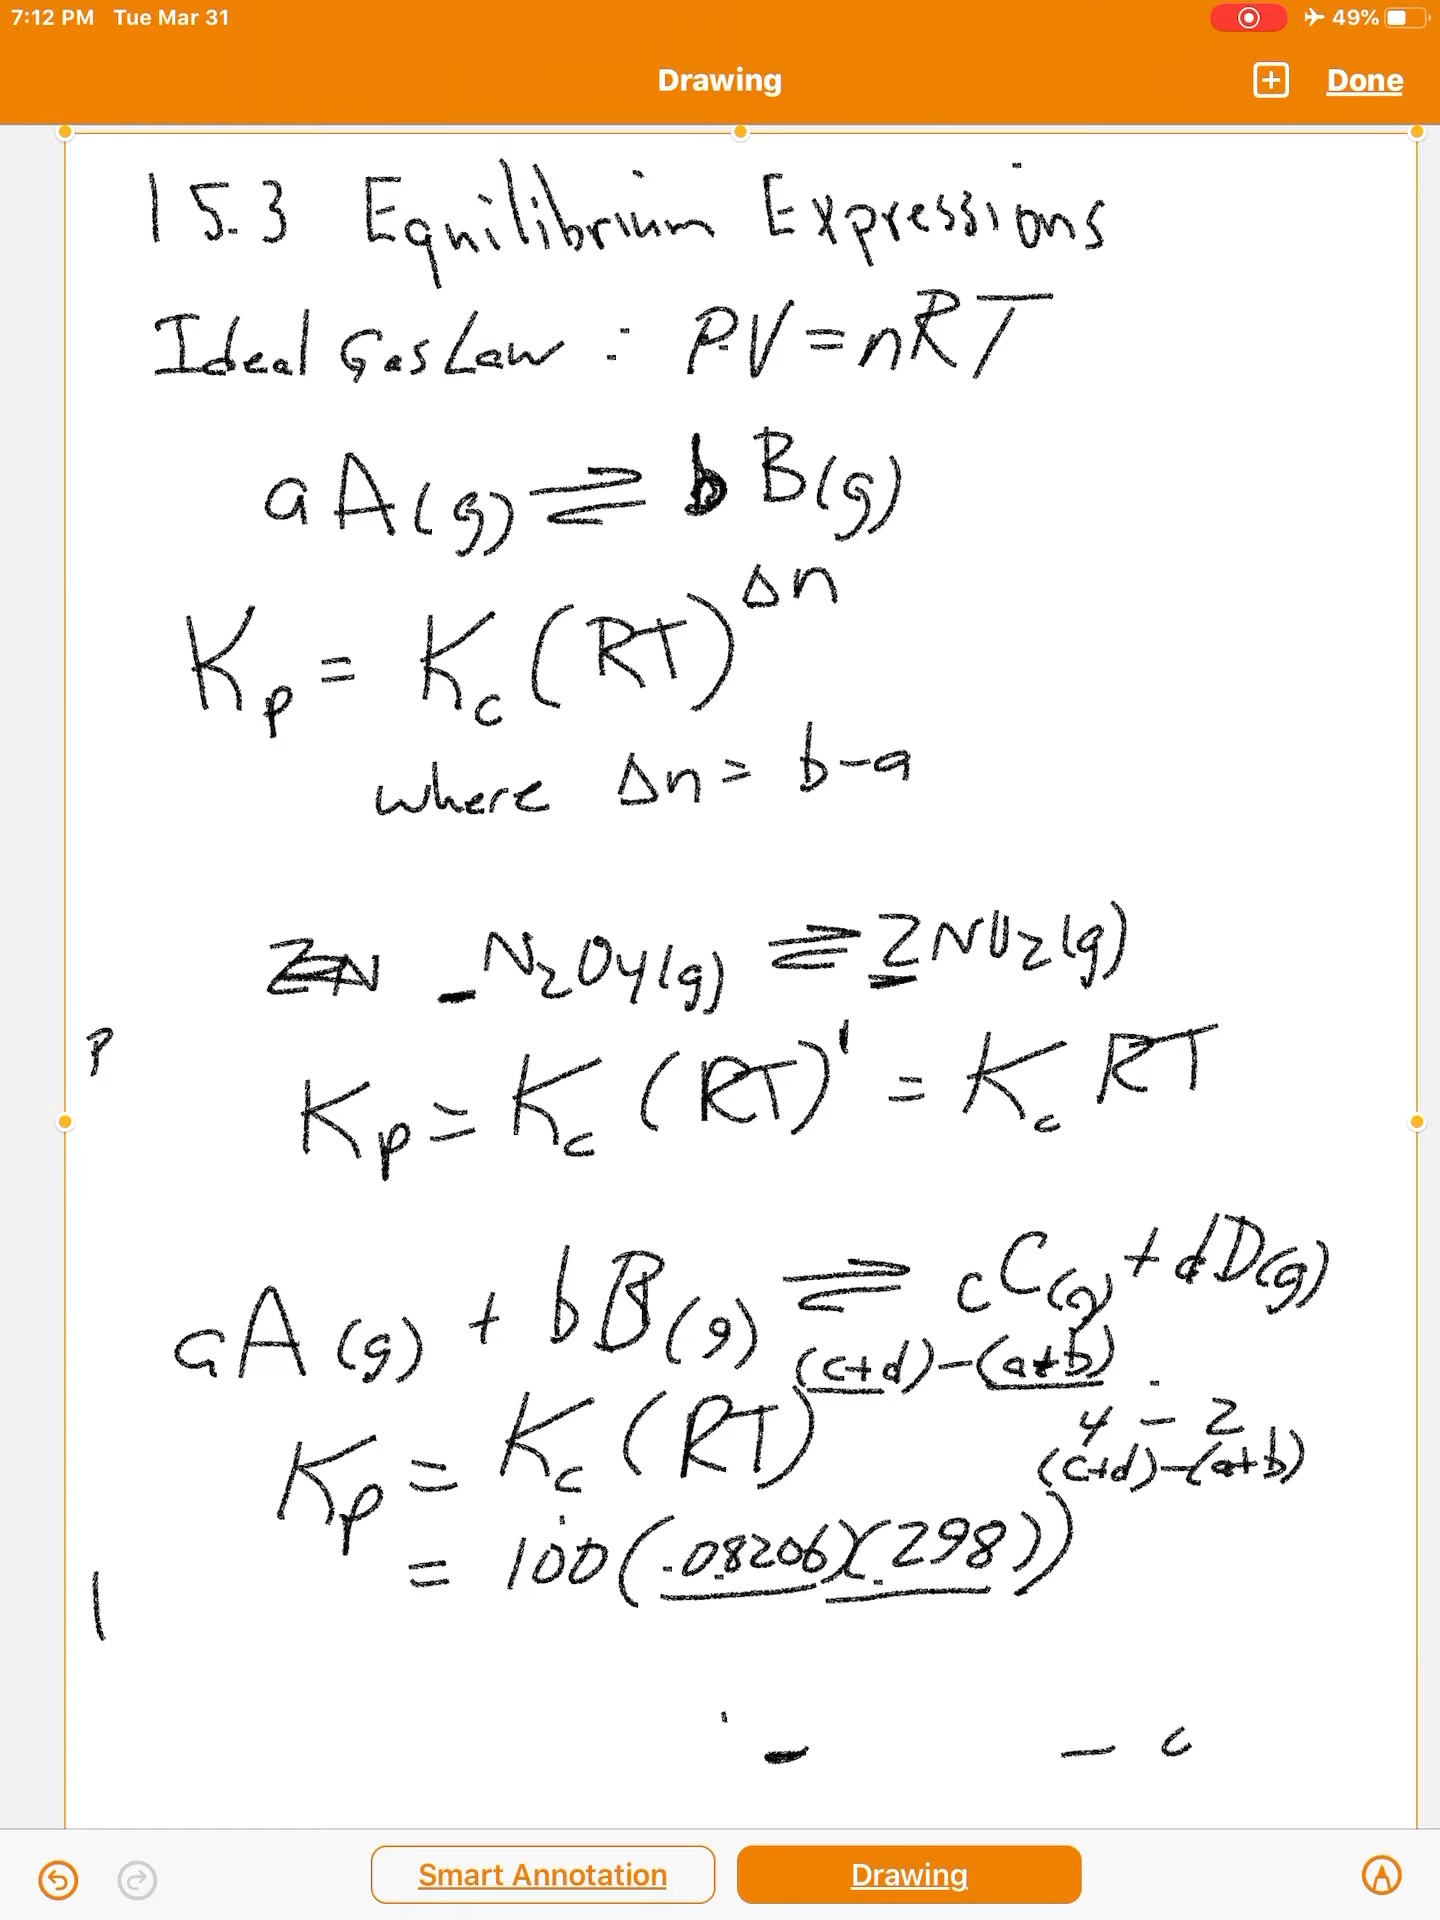 7:12 PM Tue Mar 31 49%
Drawing Done
15.3 Equilibrium Expressions
Ideal Gas Law : PV = nRT
aA(g) ⇌ bB(g)
Kp = Kc (RT)^Δn
where Δn = b-a
N₂O₄(g) ⇌ 2NO₂(g)
P
Kp = Kc (RT)^1 = Kc RT
aA(g) + bB(g) ⇌ cC(g) + dD(g)
Kp = Kc (RT)^(c+d)-(a+b)
4 - 2
= 100(.08206)(298))^(c+d)-(a+b)
- c
Smart Annotation Drawing